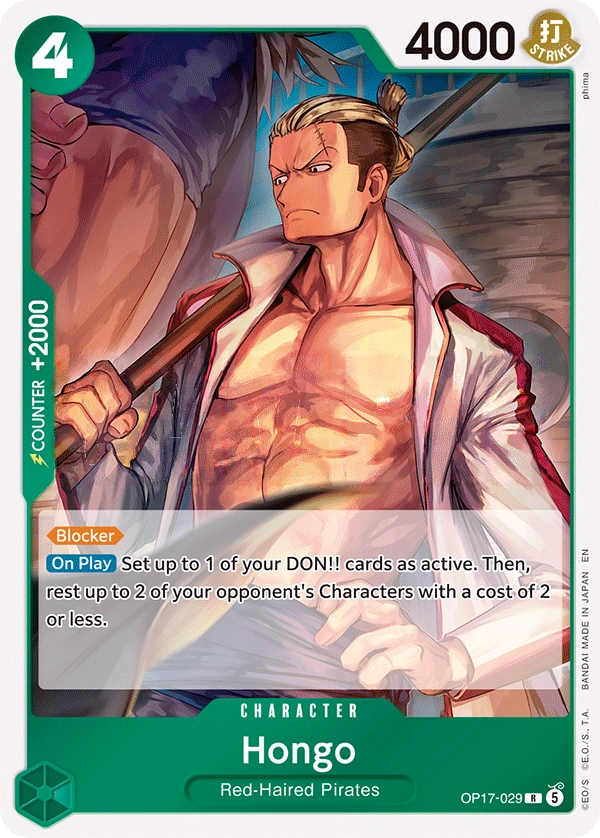 4
4000
打
STRIKE
phima
COUNTER +2000
Blocker
On Play Set up to 1 of your DON!! cards as active. Then,
rest up to 2 of your opponent's Characters with a cost of 2
or less.
CHARACTER
Hongo
Red-Haired Pirates
OP17-029 R 5
©EO/S ©E.O./S., T.A. BANDAI MADE IN JAPAN EN